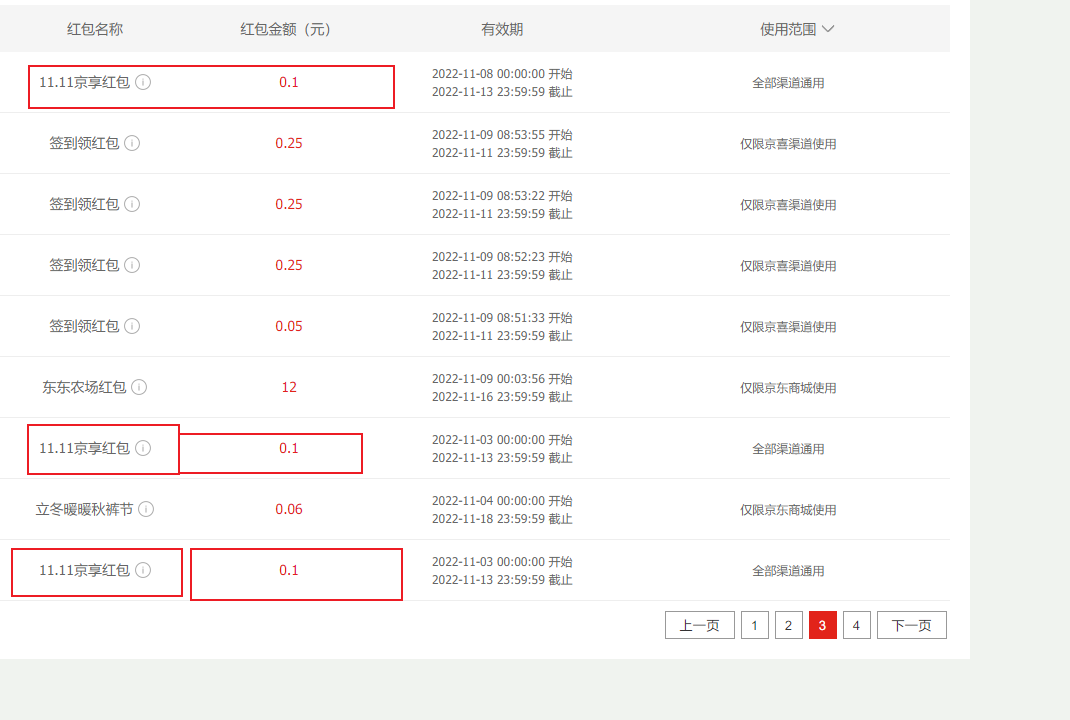 红包名称 红包金额（元） 有效期 使用范围
11.11京享红包 0.1 2022-11-08 00:00:00 开始
2022-11-13 23:59:59 截止 全部渠道通用
签到领红包 0.25 2022-11-09 08:53:55 开始
2022-11-11 23:59:59 截止 仅限京喜渠道使用
签到领红包 0.25 2022-11-09 08:53:22 开始
2022-11-11 23:59:59 截止 仅限京喜渠道使用
签到领红包 0.25 2022-11-09 08:52:23 开始
2022-11-11 23:59:59 截止 仅限京喜渠道使用
签到领红包 0.05 2022-11-09 08:51:33 开始
2022-11-11 23:59:59 截止 仅限京喜渠道使用
东东农场红包 12 2022-11-09 00:03:56 开始
2022-11-16 23:59:59 截止 仅限京东商城使用
11.11京享红包 0.1 2022-11-03 00:00:00 开始
2022-11-13 23:59:59 截止 全部渠道通用
立冬暖暖秋裤节 0.06 2022-11-04 00:00:00 开始
2022-11-18 23:59:59 截止 仅限京东商城使用
11.11京享红包 0.1 2022-11-03 00:00:00 开始
2022-11-13 23:59:59 截止 全部渠道通用
上一页 1 2 3 4 下一页